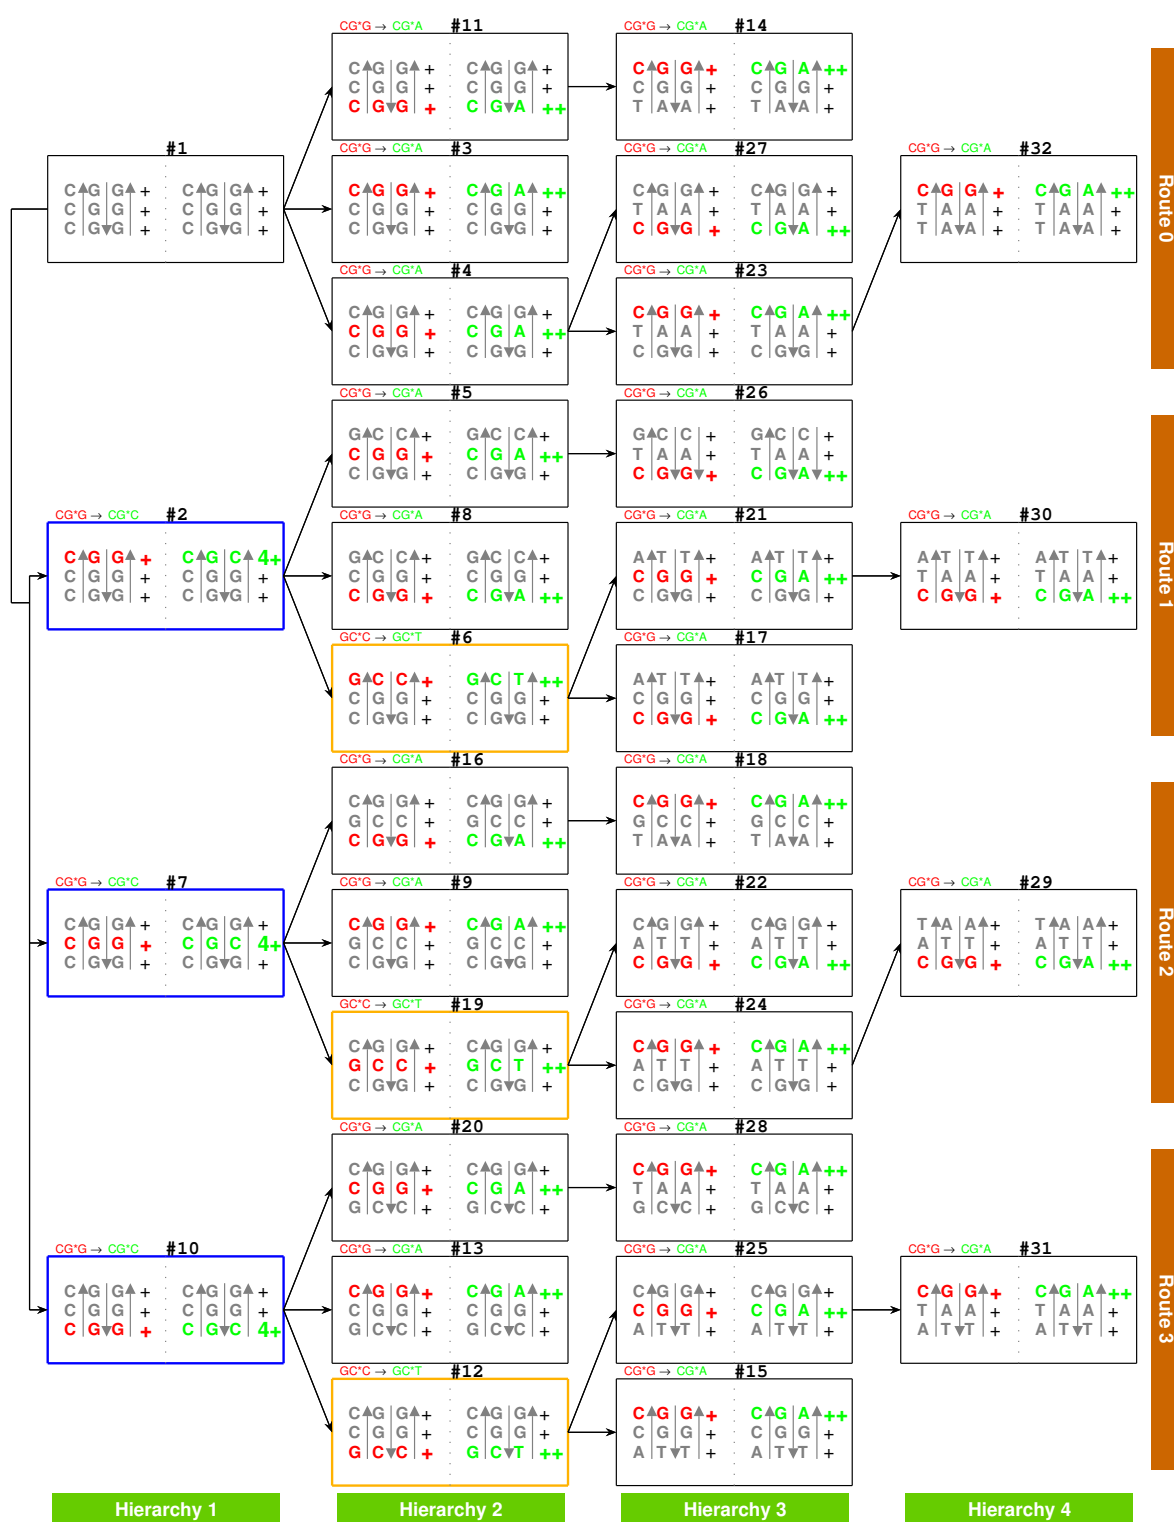 #1
C G G + C G G +
C G G + C G G +
C G G + C G G +
CG*G → CG*A #11
C G G + C G G +
C G G + C G G +
C G G + C G A ++
CG*G → CG*A #3
C G G + C G A ++
C G G + C G G +
C G G + C G G +
CG*G → CG*A #4
C G G + C G G +
C G G + C G A ++
C G G + C G G +
CG*G → CG*A #14
C G G + C G A ++
C G G + C G G +
T A A + T A A +
CG*G → CG*A #27
C G G + C G G +
T A A + T A A +
C G G + C G A ++
CG*G → CG*A #23
C G G + C G A ++
T A A + T A A +
C G G + C G G +
CG*G → CG*A #32
C G G + C G A ++
T A A + T A A +
T A A + T A A +
Route 0
CG*G → CG*C #2
C G G + C G C 4+
C G G + C G G +
C G G + C G G +
CG*G → CG*A #5
G C C + G C C +
C G G + C G A ++
C G G + C G G +
CG*G → CG*A #8
G C C + G C C +
C G G + C G G +
C G G + C G A ++
GC*C → GC*T #6
G C C + G C T ++
C G G + C G G +
C G G + C G G +
CG*G → CG*A #26
G C C + G C C +
T A A + T A A +
C G G + C G A ++
CG*G → CG*A #21
A T T + A T T +
C G G + C G A ++
C G G + C G G +
CG*G → CG*A #17
A T T + A T T +
C G G + C G G +
C G G + C G A ++
CG*G → CG*A #30
A T T + A T T +
T A A + T A A +
C G G + C G A ++
Route 1
CG*G → CG*C #7
C G G + C G G +
C G G + C G C 4+
C G G + C G G +
CG*G → CG*A #16
C G G + C G G +
G C C + G C C +
C G G + C G A ++
CG*G → CG*A #9
C G G + C G A ++
G C C + G C C +
C G G + C G G +
GC*C → GC*T #19
C G G + C G G +
G C C + G C T ++
C G G + C G G +
CG*G → CG*A #18
C G G + C G A ++
G C C + G C C +
T A A + T A A +
CG*G → CG*A #22
C G G + C G G +
A T T + A T T +
C G G + C G A ++
CG*G → CG*A #24
C G G + C G A ++
A T T + A T T +
C G G + C G G +
CG*G → CG*A #29
T A A + T A A +
A T T + A T T +
C G G + C G A ++
Route 2
CG*G → CG*C #10
C G G + C G G +
C G G + C G G +
C G G + C G C 4+
CG*G → CG*A #20
C G G + C G G +
C G G + C G A ++
G C C + G C C +
CG*G → CG*A #13
C G G + C G A ++
C G G + C G G +
G C C + G C C +
GC*C → GC*T #12
C G G + C G G +
C G G + C G G +
G C C + G C T ++
CG*G → CG*A #28
C G G + C G A ++
T A A + T A A +
G C C + G C C +
CG*G → CG*A #25
C G G + C G G +
C G G + C G A ++
A T T + A T T +
CG*G → CG*A #15
C G G + C G A ++
C G G + C G G +
A T T + A T T +
CG*G → CG*A #31
C G G + C G A ++
T A A + T A A +
A T T + A T T +
Route 3
Hierarchy 1
Hierarchy 2
Hierarchy 3
Hierarchy 4